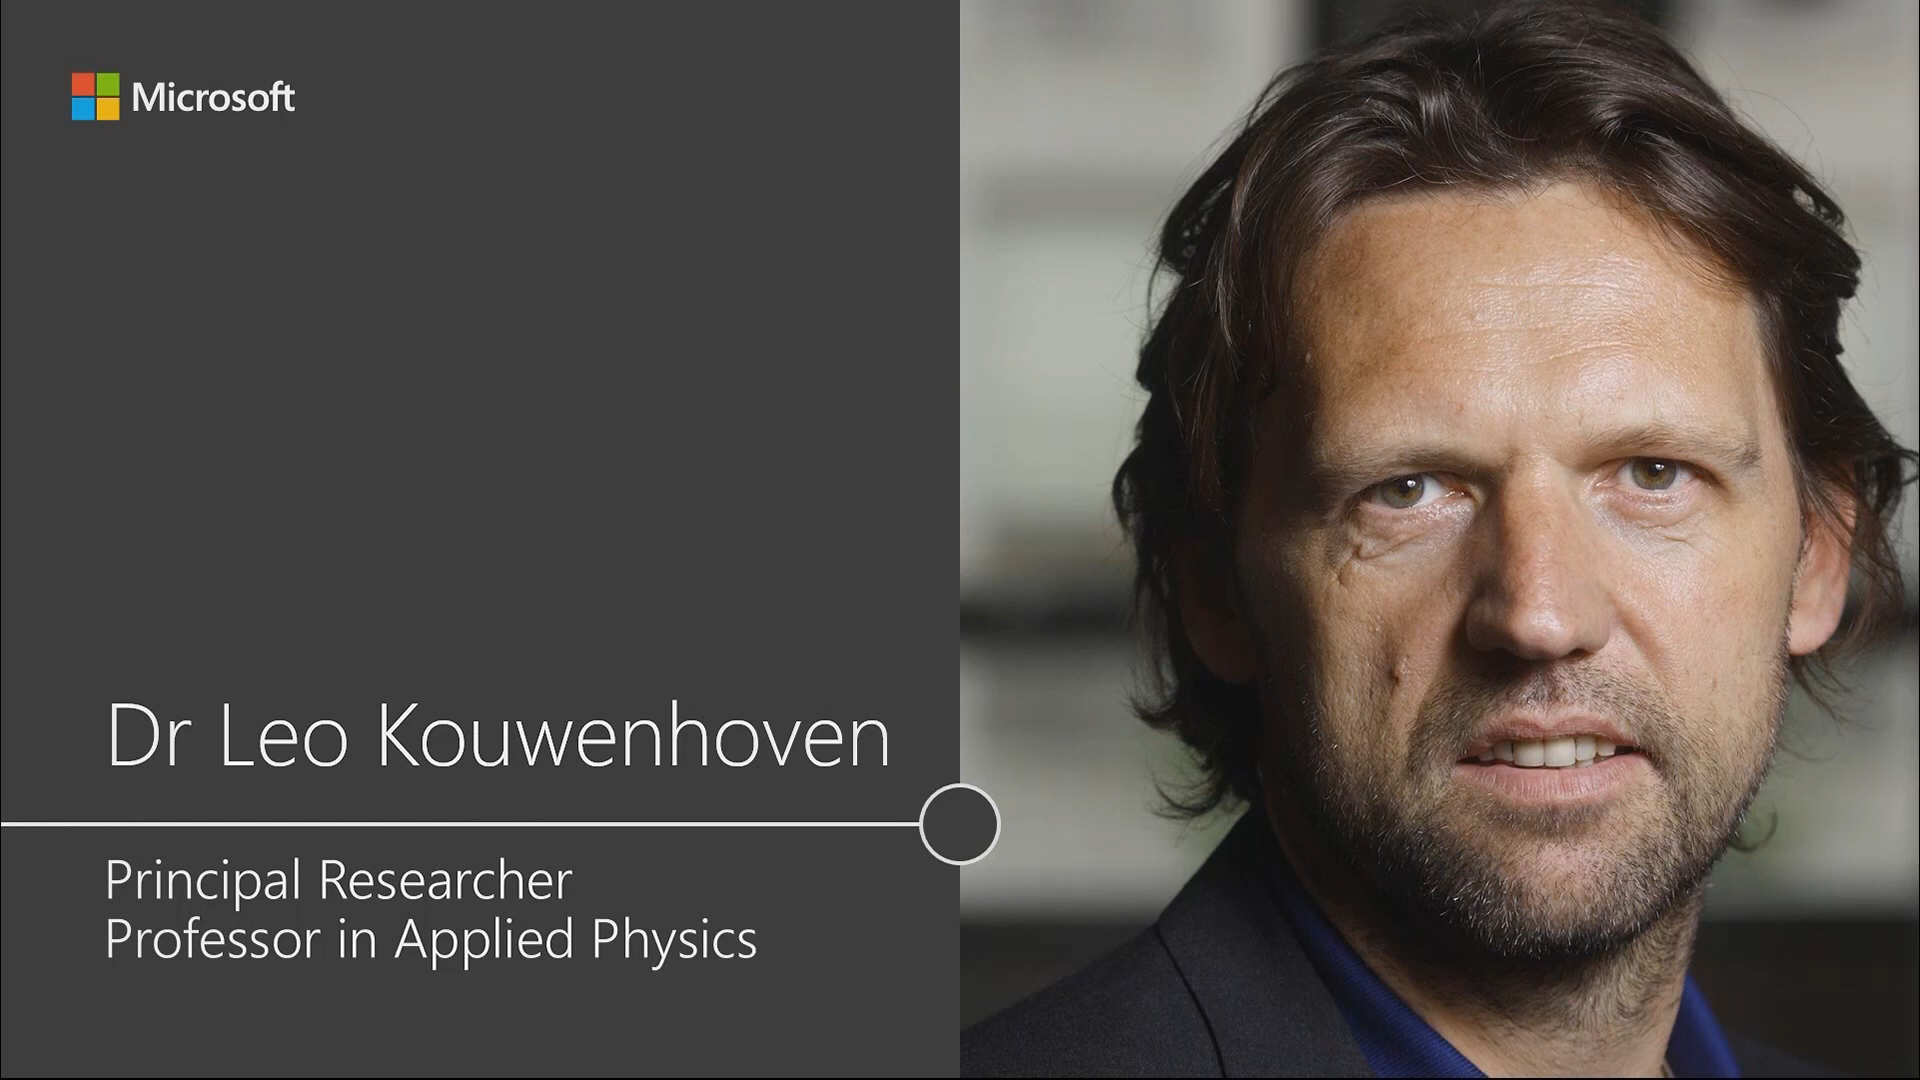 Microsoft
Dr Leo Kouwenhoven
Principal Researcher
Professor in Applied Physics